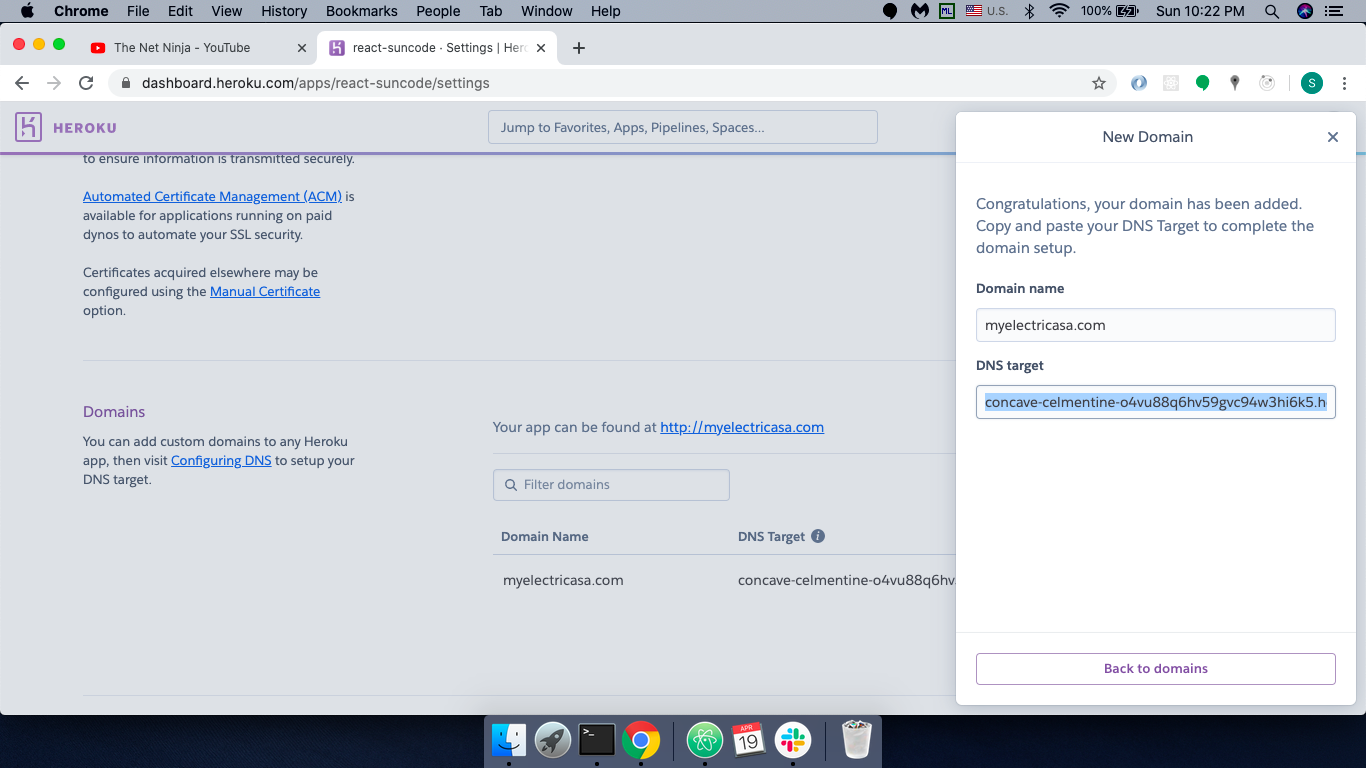 Chrome File Edit View History Bookmarks People Tab Window Help
ML U.S. 100% Sun 10:22 PM
The Net Ninja - YouTube
react-suncode · Settings | Her
dashboard.heroku.com/apps/react-suncode/settings
S
HEROKU
Jump to Favorites, Apps, Pipelines, Spaces...
to ensure information is transmitted securely.
Automated Certificate Management (ACM) is
available for applications running on paid
dynos to automate your SSL security.
Certificates acquired elsewhere may be
configured using the Manual Certificate
option.
Domains
You can add custom domains to any Heroku
app, then visit Configuring DNS to setup your
DNS target.
Your app can be found at http://myelectricasa.com
Filter domains
Domain Name DNS Target
myelectricasa.com concave-celmentine-o4vu88q6hv
New Domain
Congratulations, your domain has been added.
Copy and paste your DNS Target to complete the
domain setup.
Domain name
myelectricasa.com
DNS target
concave-celmentine-o4vu88q6hv59gvc94w3hi6k5.h
Back to domains
APR
19